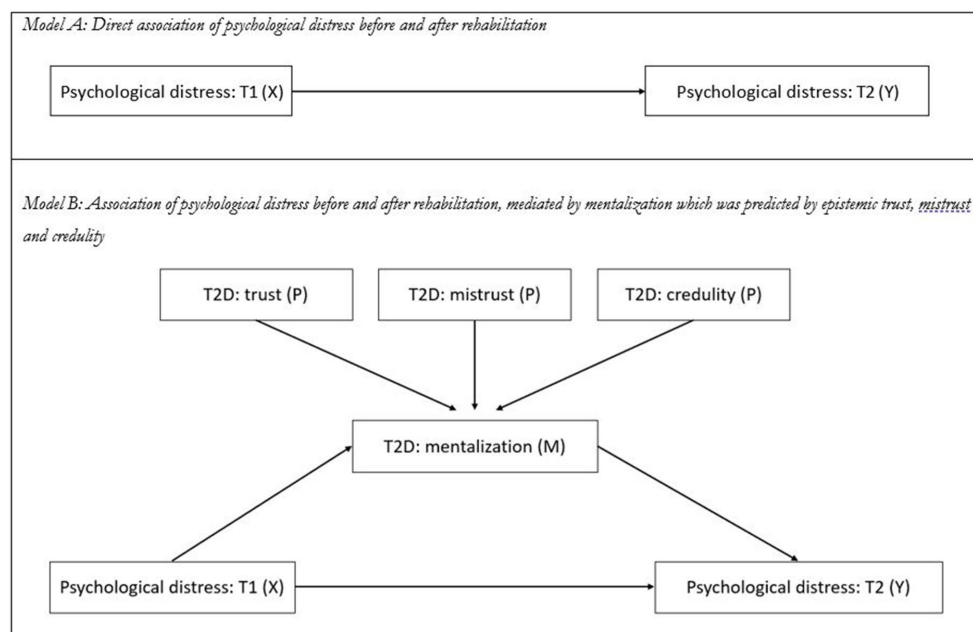 Model A: Direct association of psychological distress before and after rehabilitation
Psychological distress: T1 (X)
Psychological distress: T2 (Y)
Model B: Association of psychological distress before and after rehabilitation, mediated by mentalization which was predicted by epistemic trust, mistrust
and credulity
T2D: trust (P)
T2D: mistrust (P)
T2D: credulity (P)
T2D: mentalization (M)
Psychological distress: T1 (X)
Psychological distress: T2 (Y)